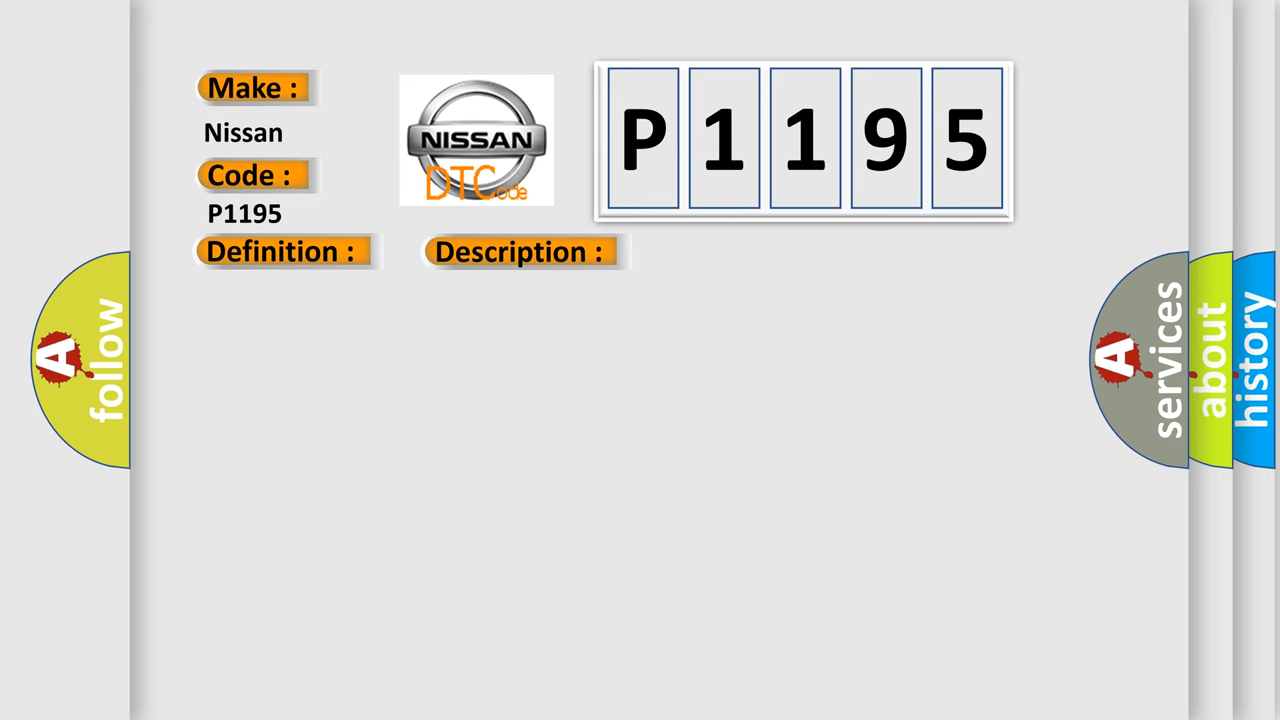 Make :
Nissan
Code :
P1195
Definition :
Description :
NISSAN
DTCode
P 1 1 9 5
A follow
A services
about
history